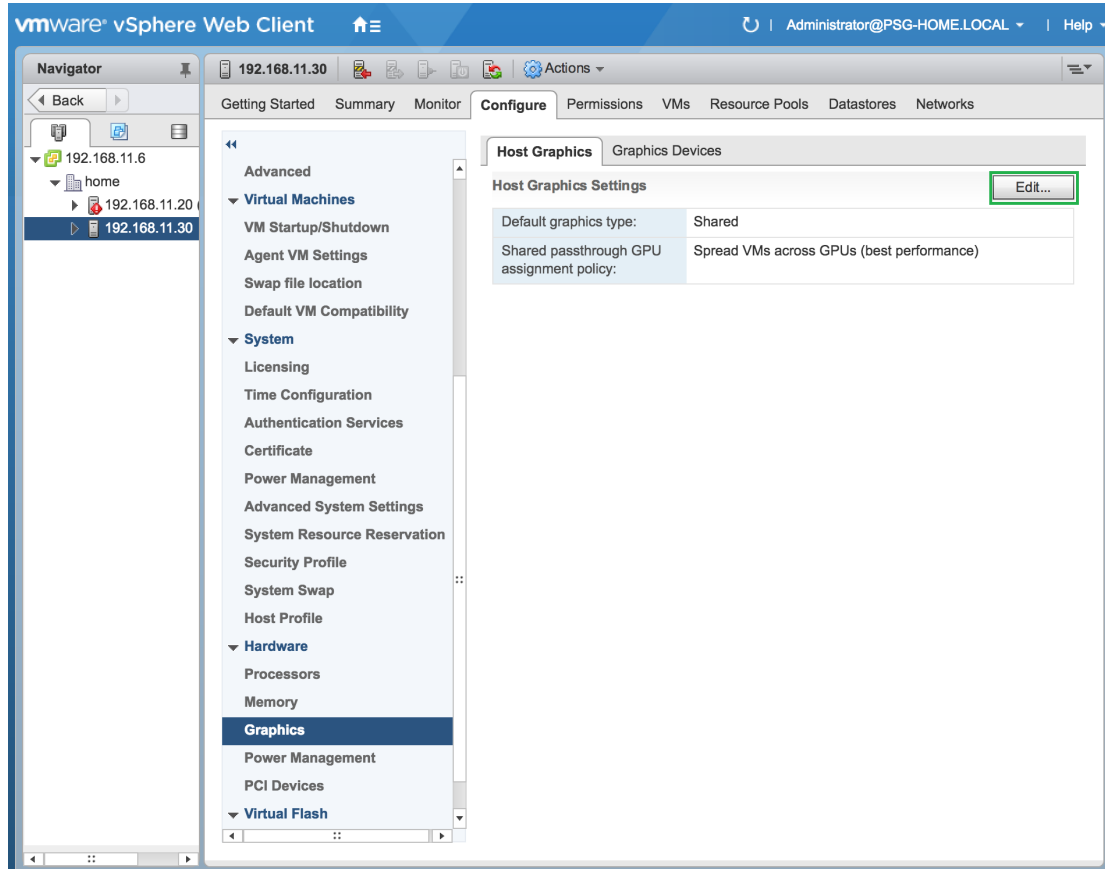 vmware® vSphere Web Client
Administrator@PSG-HOME.LOCAL
Help
Navigator
192.168.11.30
Actions
Back
Getting Started
Summary
Monitor
Configure
Permissions
VMs
Resource Pools
Datastores
Networks
192.168.11.6
home
192.168.11.20 (
192.168.11.30
Advanced
Virtual Machines
VM Startup/Shutdown
Agent VM Settings
Swap file location
Default VM Compatibility
System
Licensing
Time Configuration
Authentication Services
Certificate
Power Management
Advanced System Settings
System Resource Reservation
Security Profile
System Swap
Host Profile
Hardware
Processors
Memory
Graphics
Power Management
PCI Devices
Virtual Flash
Host Graphics
Graphics Devices
Host Graphics Settings
Edit...
Default graphics type:
Shared
Shared passthrough GPU
assignment policy:
Spread VMs across GPUs (best performance)